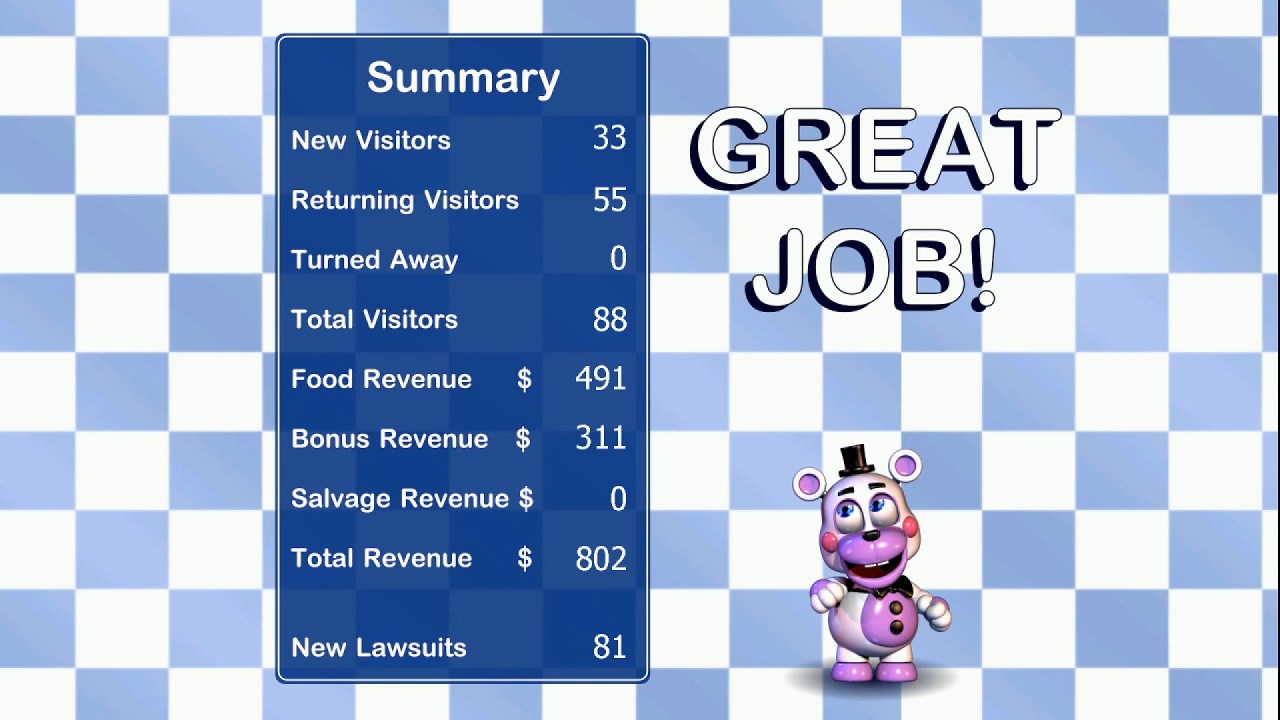 Summary
New Visitors 33
Returning Visitors 55
Turned Away 0
Total Visitors 88
Food Revenue $ 491
Bonus Revenue $ 311
Salvage Revenue $ 0
Total Revenue $ 802
New Lawsuits 81
GREAT
JOB!